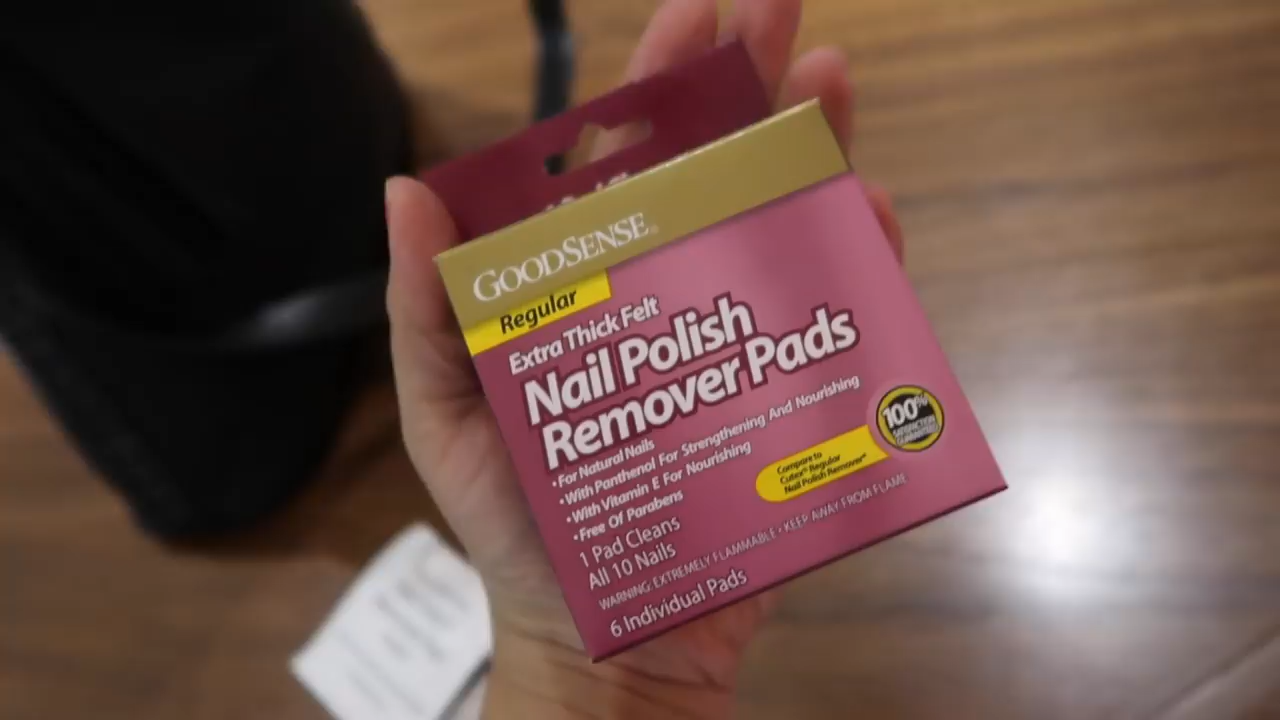 GOODSENSE®
Regular
Extra Thick Felt
Nail Polish
Remover Pads
• For Natural Nails
• With Panthenol For Strengthening And Nourishing
• With Vitamin E For Nourishing
• Free Of Parabens
1 Pad Cleans
All 10 Nails
Compare to
Cutex® Regular
Nail Polish Remover*
100%
SATISFACTION
GUARANTEED
WARNING: EXTREMELY FLAMMABLE • KEEP AWAY FROM FLAME
6 Individual Pads